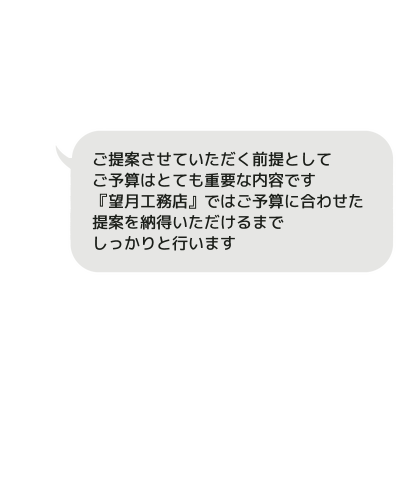 ご提案させていただく前提として
ご予算はとても重要な内容です
『望月工務店』ではご予算に合わせた
提案を納得いただけるまで
しっかりと行います